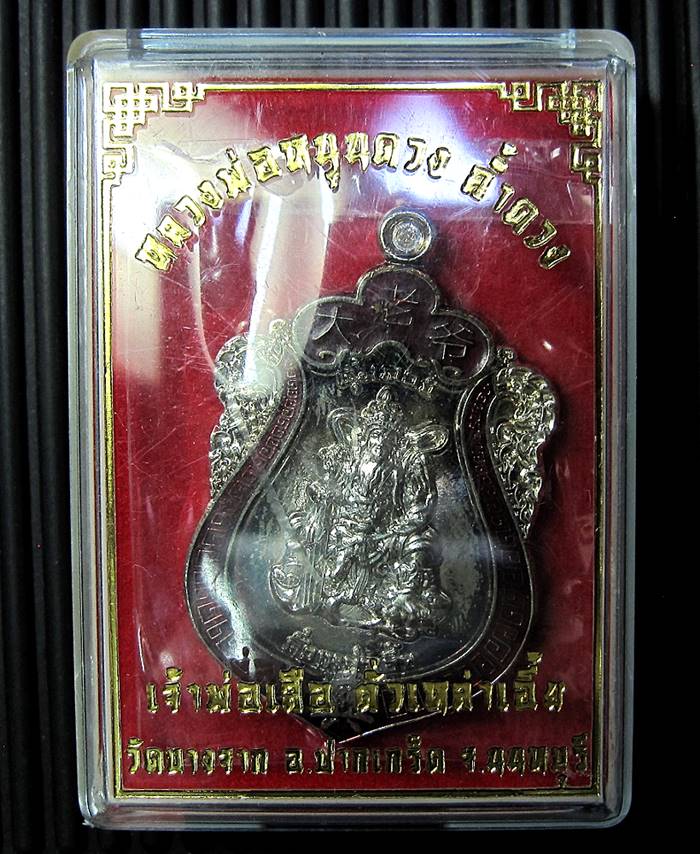 หลวงพ่อหนุนดวง ค้ำดวง
大老爷
เจ้าพ่อเสือ ตั่วเหล่าเอี้ย
วัดบางจาก อ.ปากเกร็ด จ.นนทบุรี